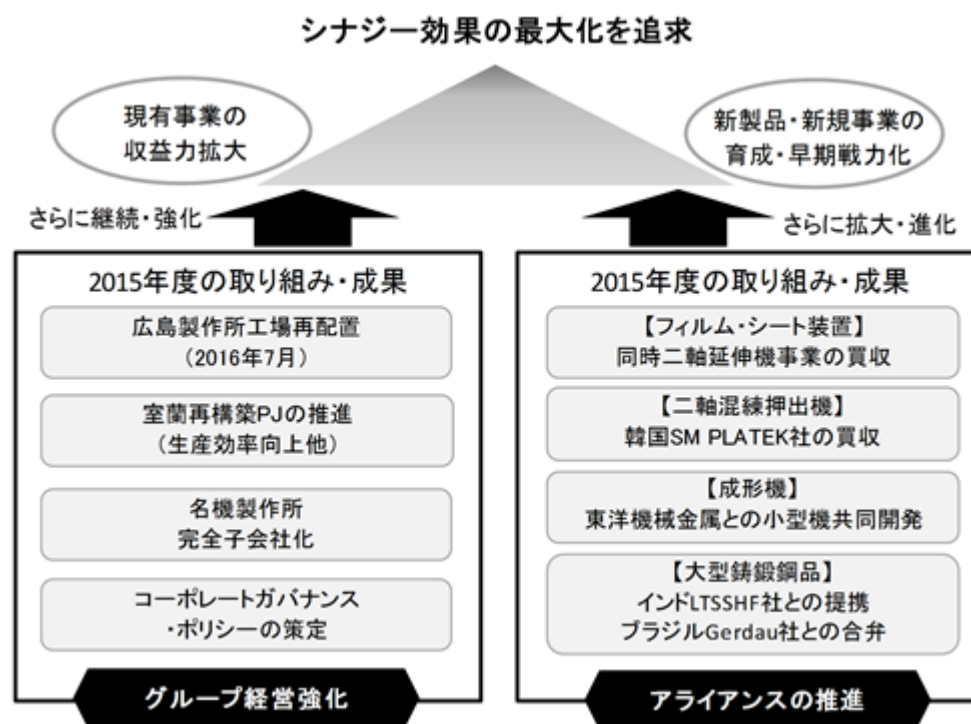 シナジー効果の最大化を追求
現有事業の
収益力拡大
新製品・新規事業の
育成・早期戦力化
さらに継続・強化
さらに拡大・進化
2015年度の取り組み・成果
広島製作所工場再配置
（2016年7月）
室蘭再構築PJの推進
(生産効率向上他)
名機製作所
完全子会社化
コーポレートガバナンス
・ポリシーの策定
グループ経営強化
2015年度の取り組み・成果
【フィルム・シート装置】
同時二軸延伸機事業の買収
【二軸混練押出機】
韓国SM PLATEK社の買収
【成形機】
東洋機械金属との小型機共同開発
【大型鋳鍛鋼品】
インドLTSSHF社との提携
ブラジルGerdau社との合弁
アライアンスの推進